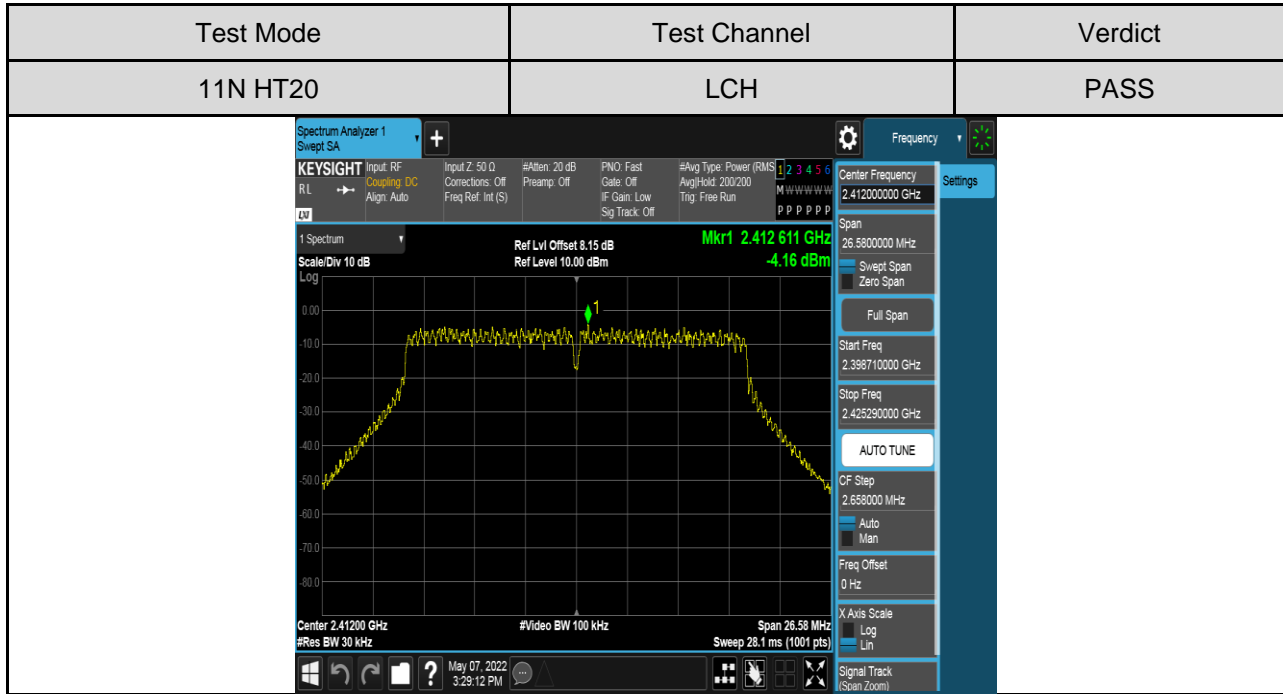 Test Mode Test Channel Verdict
11N HT20 LCH PASS
Spectrum Analyzer 1
Swept SA
+
Frequency
KEYSIGHT Input: RF Input Z: 50 Ω #Atten: 20 dB PNO: Fast #Avg Type: Power (RMS 1 2 3 4 5 6
R L Coupling: DC Corrections: Off Preamp: Off Gate: Off Avg|Hold: 200/200 M W W W W W
Align: Auto Freq Ref: Int (S) IF Gain: Low Trig: Free Run
LXI Sig Track: Off P P P P P P
1 Spectrum Ref Lvl Offset 8.15 dB Mkr1 2.412 611 GHz
Scale/Div 10 dB Ref Level 10.00 dBm -4.16 dBm
Log
1
0.00
-10.0
-20.0
-30.0
-40.0
-50.0
-60.0
-70.0
-80.0
Center 2.41200 GHz #Video BW 100 kHz Span 26.58 MHz
#Res BW 30 kHz Sweep 28.1 ms (1001 pts)
? May 07, 2022
3:29:12 PM
Center Frequency
2.412000000 GHz
Settings
Span
26.5800000 MHz
Swept Span
Zero Span
Full Span
Start Freq
2.398710000 GHz
Stop Freq
2.425290000 GHz
AUTO TUNE
CF Step
2.658000 MHz
Auto
Man
Freq Offset
0 Hz
X Axis Scale
Log
Lin
Signal Track
(Span Zoom)